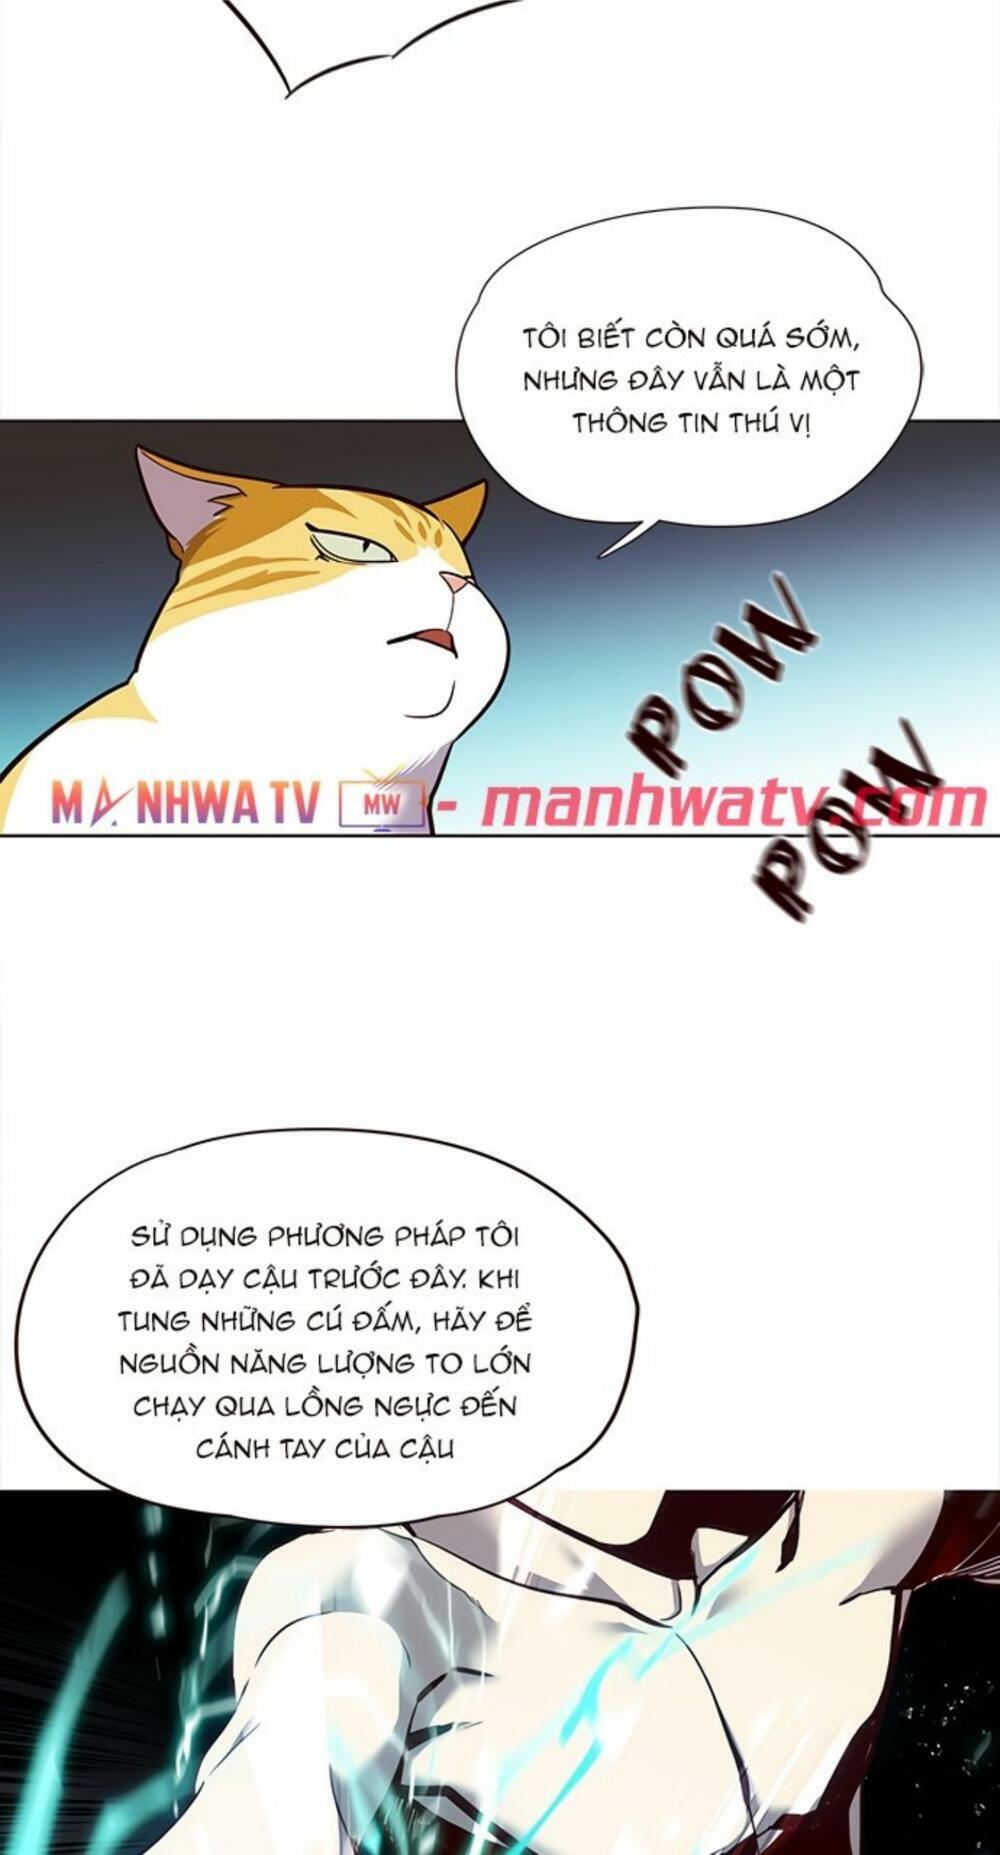 TÔI BIẾT CÒN QUÁ SỚM,
NHƯNG ĐÂY VẪN LÀ MỘT
THÔNG TIN THÚ VỊ
POW
POW
MANHWA TV MW - manhwatv.com
SỬ DỤNG PHƯƠNG PHÁP TÔI
ĐÃ DẠY CẬU TRƯỚC ĐÂY. KHI
TUNG NHỮNG CÚ ĐẤM, HÃY ĐỂ
NGUỒN NĂNG LƯỢNG TO LỚN
CHẠY QUA LỒNG NGỰC ĐẾN
CÁNH TAY CỦA CẬU